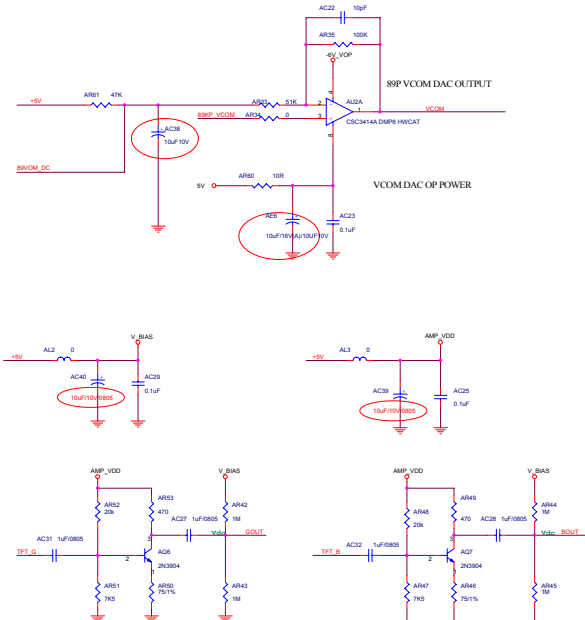 AC22 10pF
AR35 100K
-6V_VOP
89P VCOM DAC OUTPUT
AR61 47K
+5V
AR33 51K
89KP_VCOM
AR34 0
4
2
3
8
1
AU2A
VCOM
CSC3414A DMP8 HWCAT
AC38
10uF10V
89VOM_DC
AR60 10R
5V
VCOM DAC OP POWER
AE6
10uF/16V(A)/10UF10V
AC23
0.1uF
V_BIAS
AL2 0
+5V
AC40
10uF/10V/0805
AC29
0.1uF
AMP_VDD
AL3 0
+5V
AC39
10uF/10V/0805
AC25
0.1uF
AMP_VDD
V_BIAS
AR52
20k
AR53
470
AR42
1M
AC27 1uF/0805
Vdc
GOUT
AC31 1uF/0805
TFT_G
3
2
1
AQ6
2N3904
AR51
7K5
AR50
75/1%
AR43
1M
AMP_VDD
V_BIAS
AR48
20k
AR49
470
AR44
1M
AC28 1uF/0805
Vdc
BOUT
AC32 1uF/0805
TFT_B
3
2
1
AQ7
2N3904
AR47
7K5
AR46
75/1%
AR45
1M